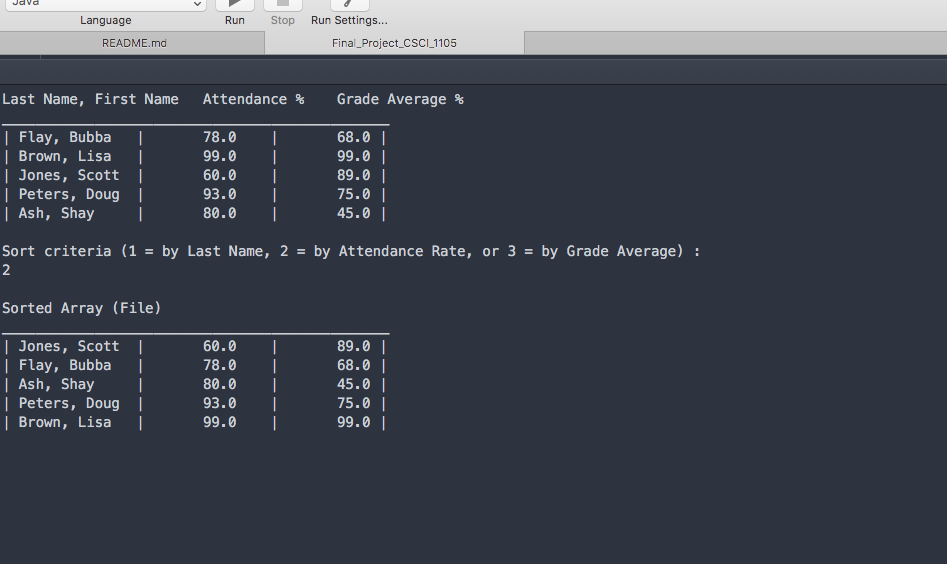 Java
Language Run Stop Run Settings...
README.md Final_Project_CSCI_1105
Last Name, First Name Attendance % Grade Average %
| Flay, Bubba | 78.0 | 68.0 |
| Brown, Lisa | 99.0 | 99.0 |
| Jones, Scott | 60.0 | 89.0 |
| Peters, Doug | 93.0 | 75.0 |
| Ash, Shay | 80.0 | 45.0 |
Sort criteria (1 = by Last Name, 2 = by Attendance Rate, or 3 = by Grade Average) :
2
Sorted Array (File)
| Jones, Scott | 60.0 | 89.0 |
| Flay, Bubba | 78.0 | 68.0 |
| Ash, Shay | 80.0 | 45.0 |
| Peters, Doug | 93.0 | 75.0 |
| Brown, Lisa | 99.0 | 99.0 |